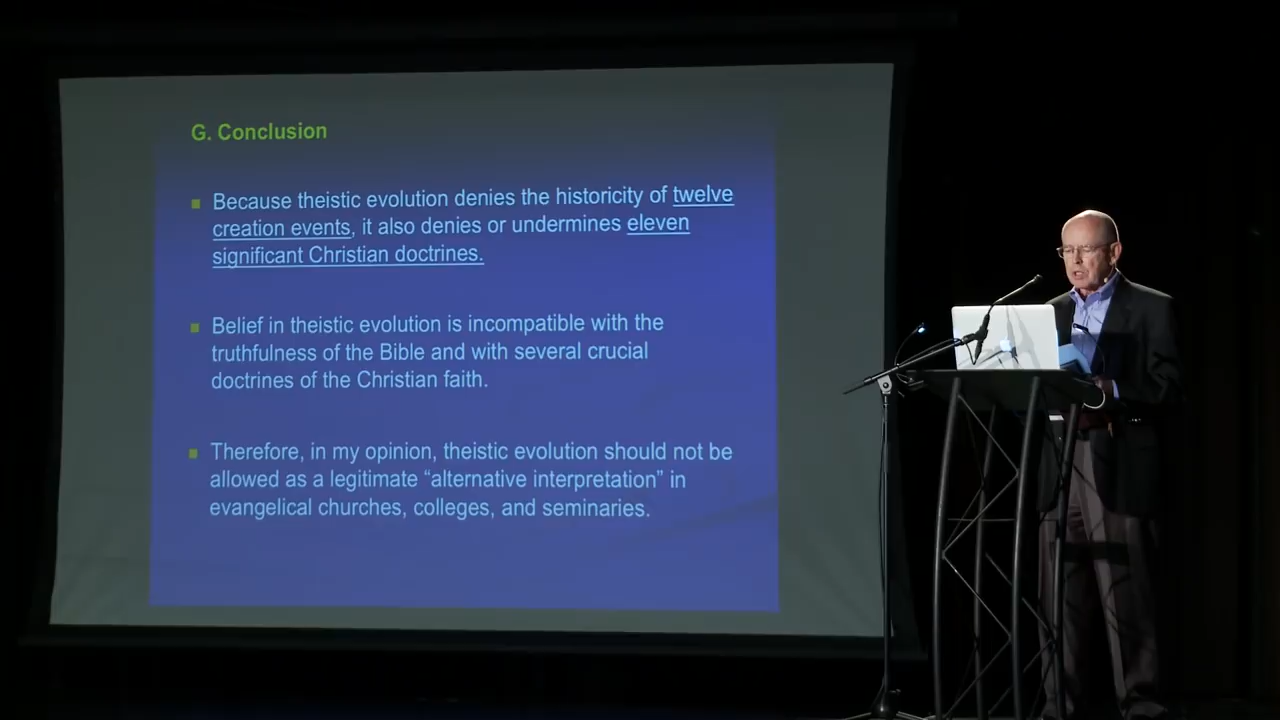 G. Conclusion
Because theistic evolution denies the historicity of twelve
creation events, it also denies or undermines eleven
significant Christian doctrines.
Belief in theistic evolution is incompatible with the
truthfulness of the Bible and with several crucial
doctrines of the Christian faith.
Therefore, in my opinion, theistic evolution should not be
allowed as a legitimate “alternative interpretation” in
evangelical churches, colleges, and seminaries.